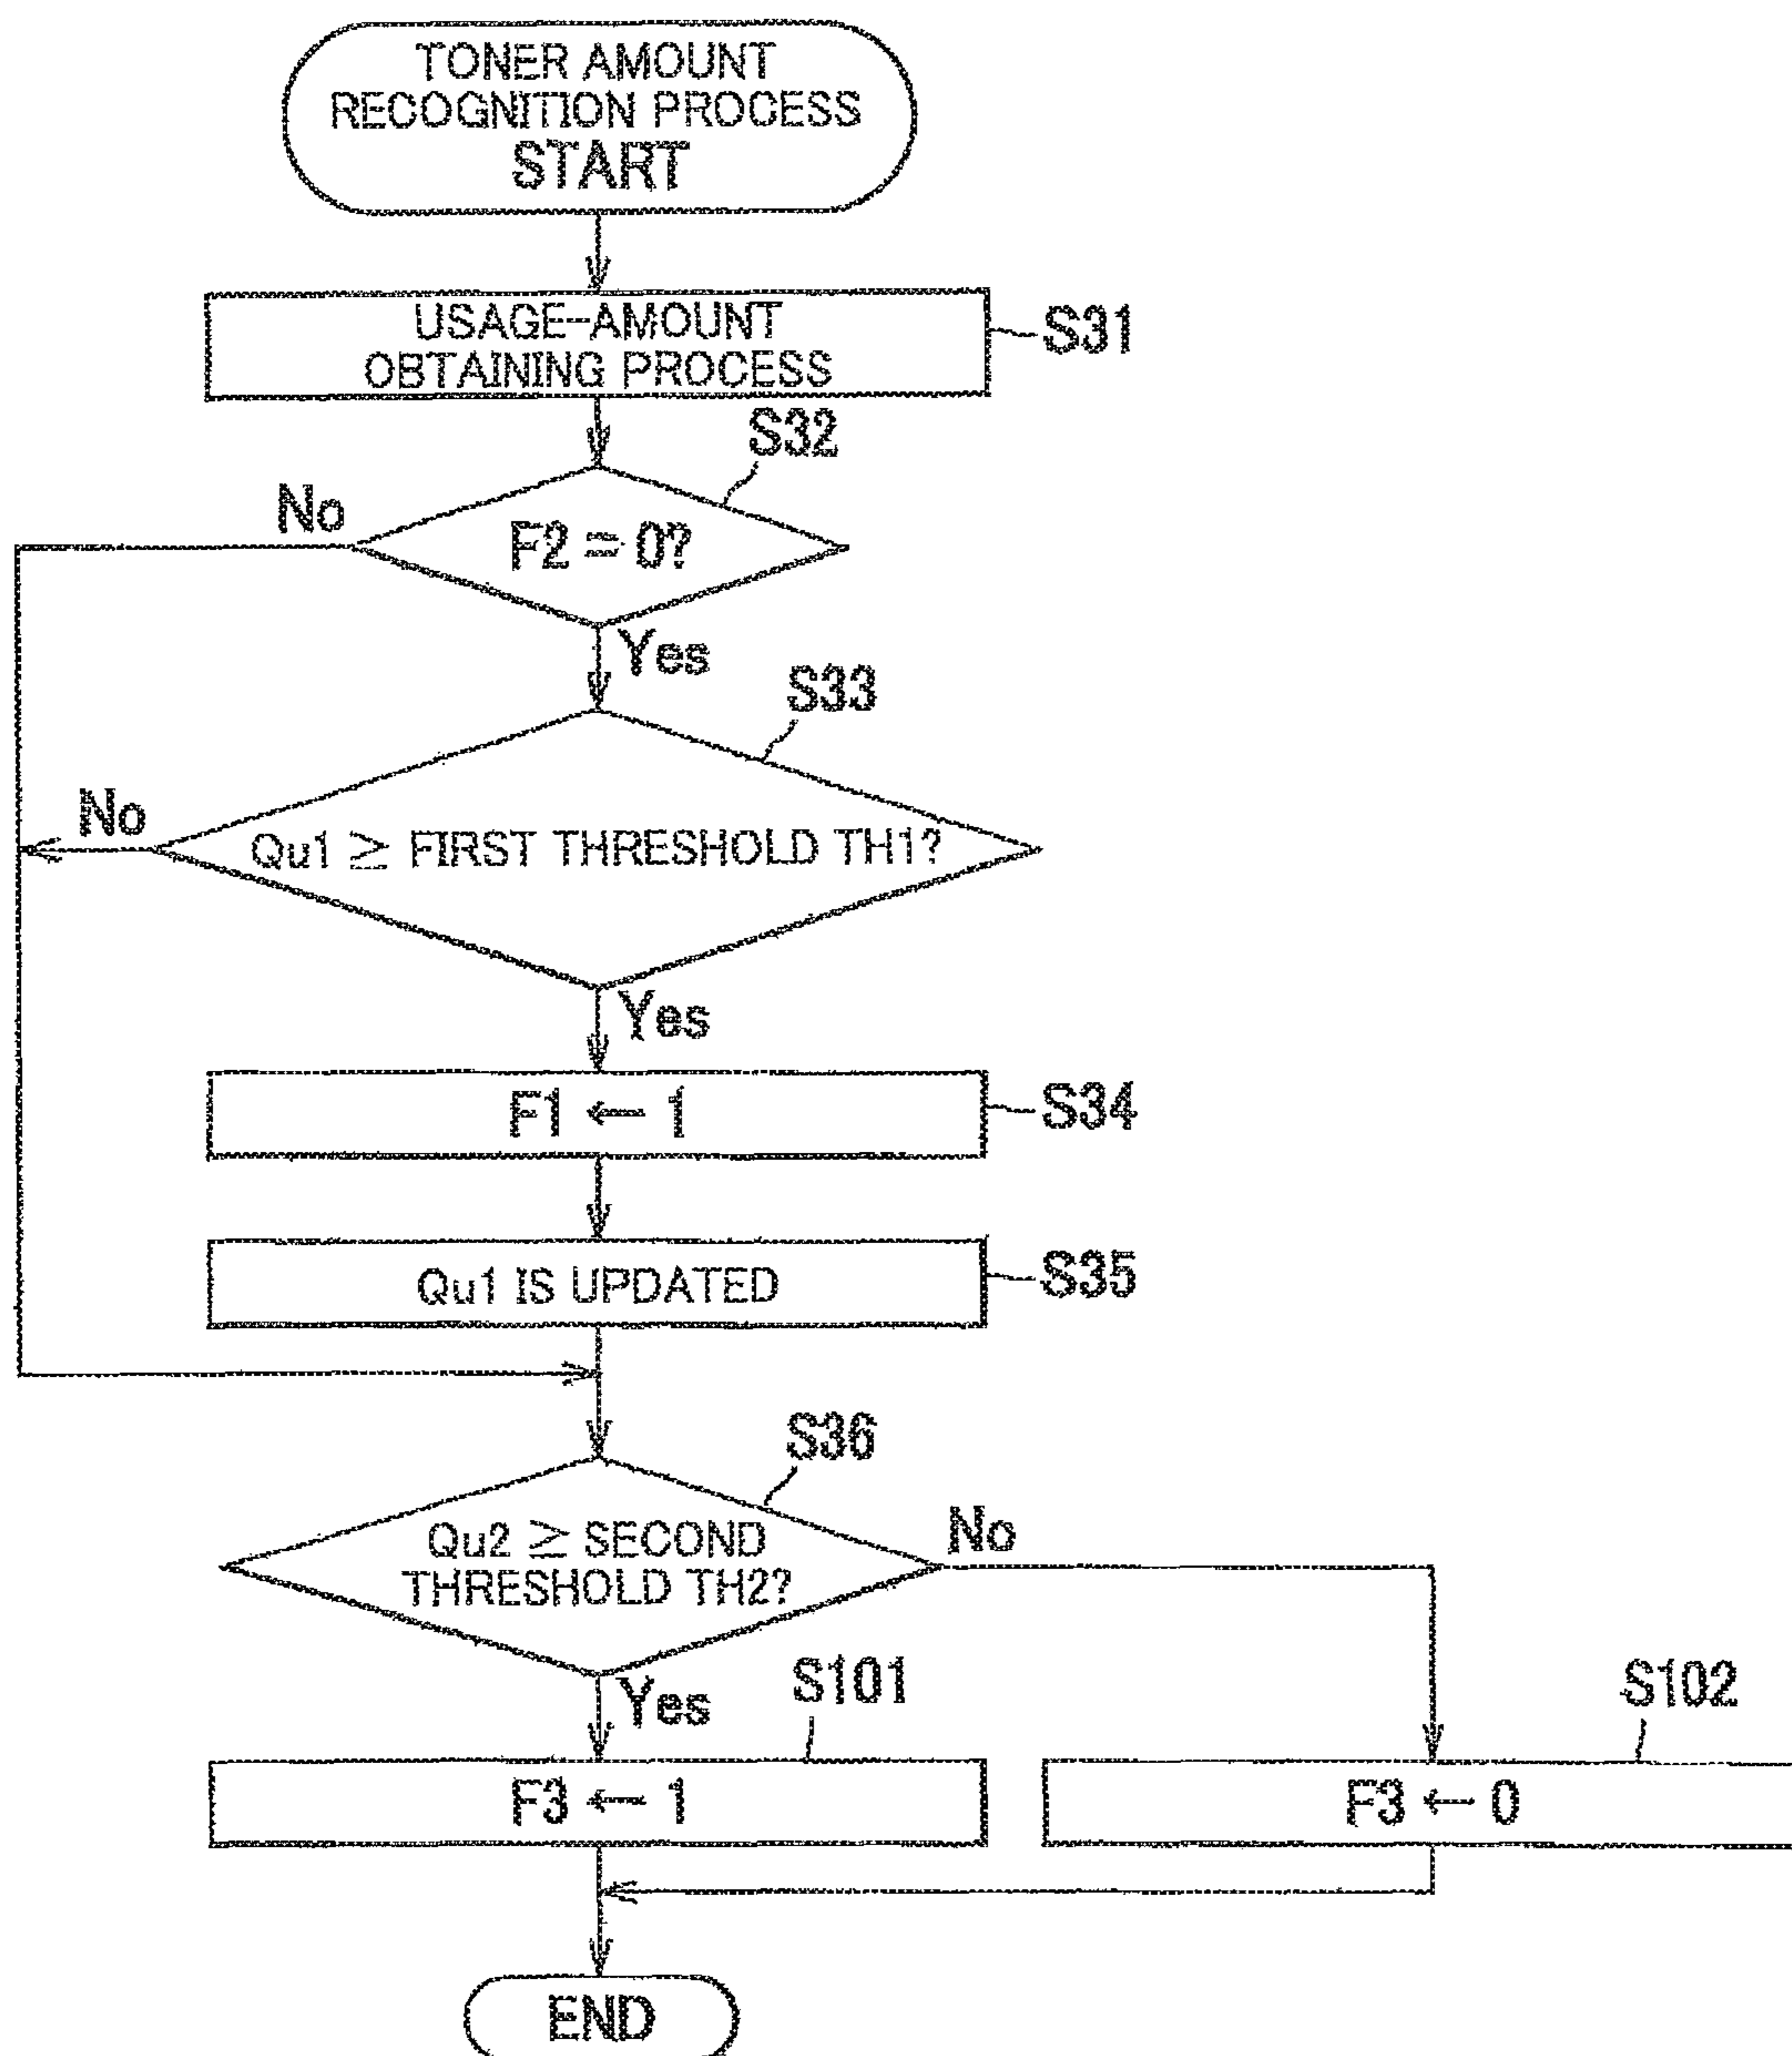 TONER AMOUNT
RECOGNITION PROCESS
START
USAGE-AMOUNT
OBTAINING PROCESS
S31
S32
No
F2 = 0?
Yes
S33
No
Qu1 ≧ FIRST THRESHOLD TH1?
Yes
F1 ← 1
S34
Qu1 IS UPDATED
S35
S36
Qu2 ≧ SECOND
THRESHOLD TH2?
No
Yes
S101
S102
F3 ← 1
F3 ← 0
END